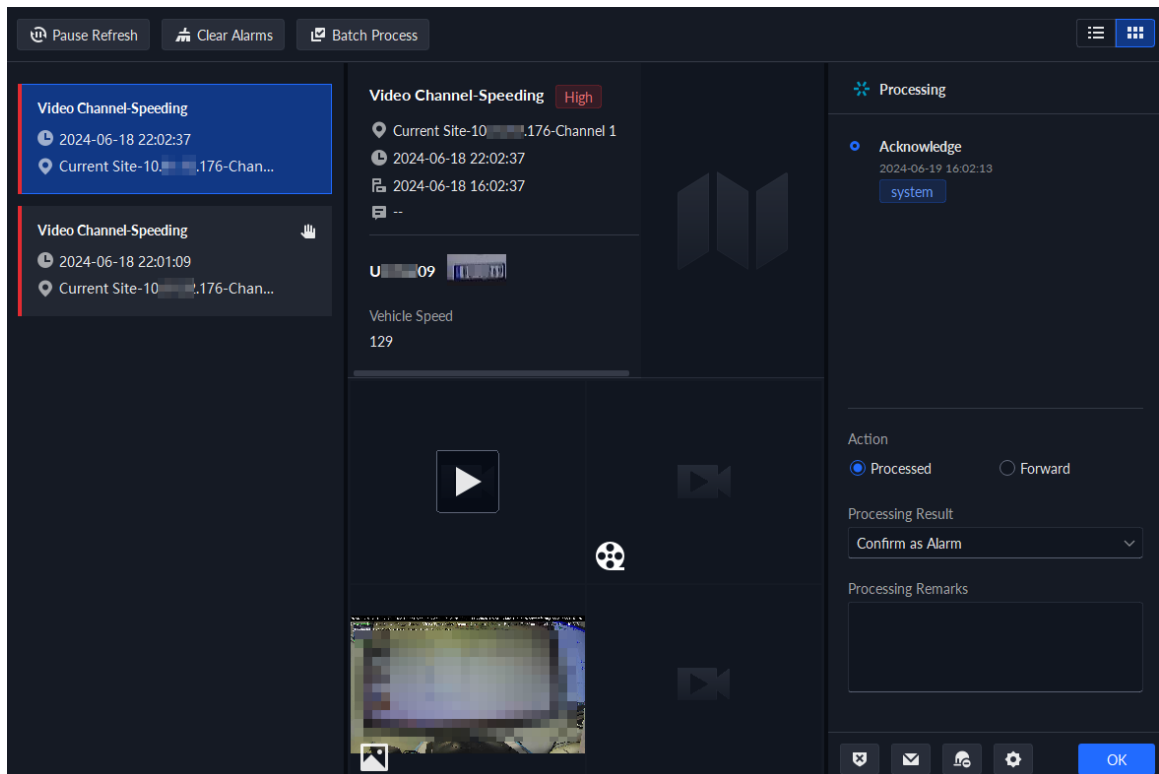 Pause Refresh
Clear Alarms
Batch Process
Video Channel-Speeding
2024-06-18 22:02:37
Current Site-10. .176-Chan...
Video Channel-Speeding
2024-06-18 22:01:09
Current Site-10 .176-Chan...
Video Channel-Speeding High
Current Site-10 .176-Channel 1
2024-06-18 22:02:37
2024-06-18 16:02:37
--
U 09
Vehicle Speed
129
Processing
Acknowledge
2024-06-19 16:02:13
system
Action
Processed
Forward
Processing Result
Confirm as Alarm
Processing Remarks
OK